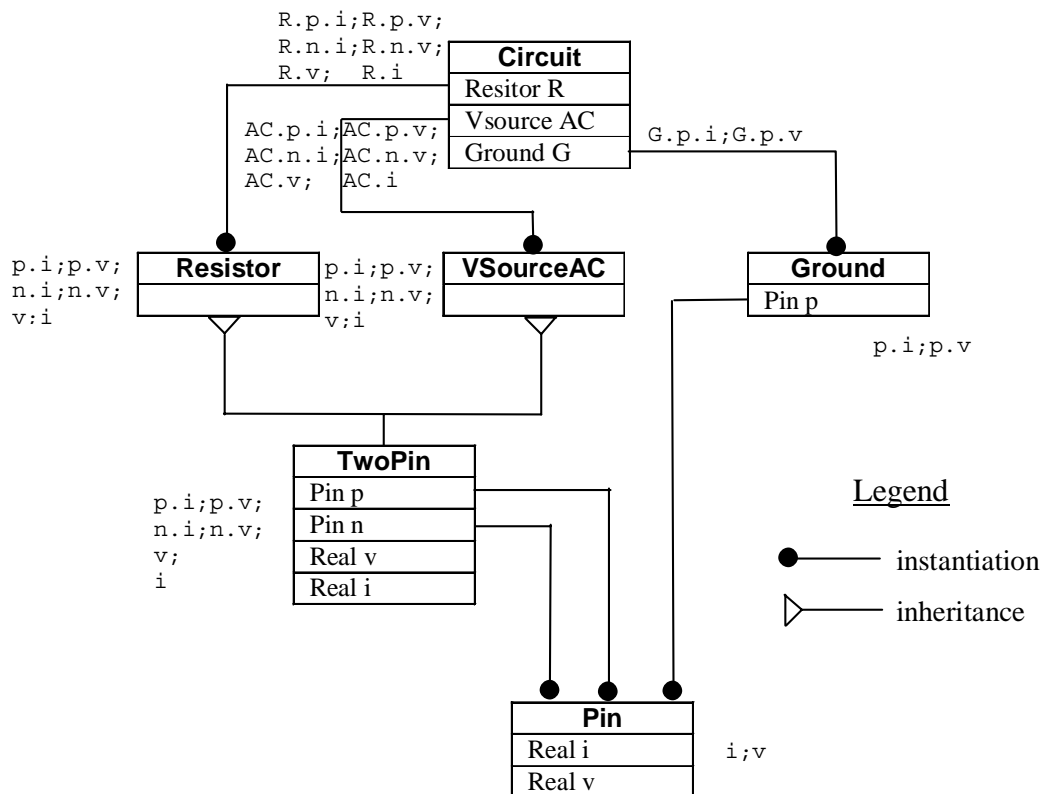 R.p.i;R.p.v;
R.n.i;R.n.v;
R.v; R.i
Circuit
Resitor R
Vsource AC
Ground G
AC.p.i;AC.p.v;
AC.n.i;AC.n.v;
AC.v; AC.i
G.p.i;G.p.v
p.i;p.v;
n.i;n.v;
v;i
Resistor
p.i;p.v;
n.i;n.v;
v;i
VSourceAC
Ground
Pin p
p.i;p.v
TwoPin
Pin p
Pin n
Real v
Real i
p.i;p.v;
n.i;n.v;
v;
i
Legend
instantiation
inheritance
Pin
Real i
Real v
i;v